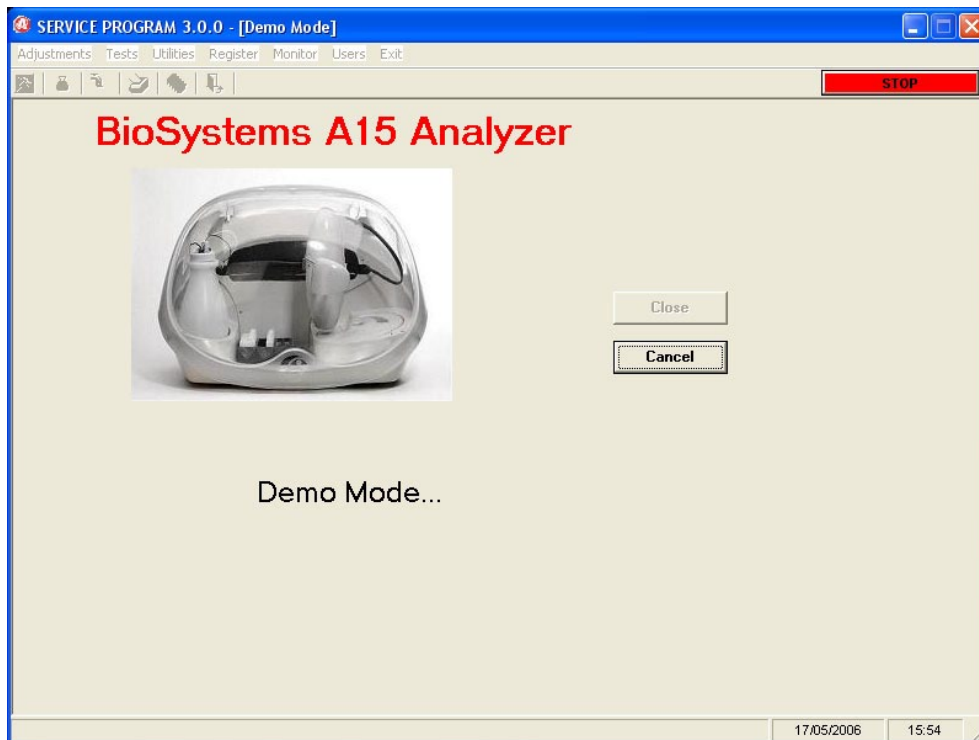 SERVICE PROGRAM 3.0.0 - [Demo Mode]
Adjustments Tests Utilities Register Monitor Users Exit
STOP
BioSystems A15 Analyzer
Close
Cancel
Demo Mode...
17/05/2006 15:54